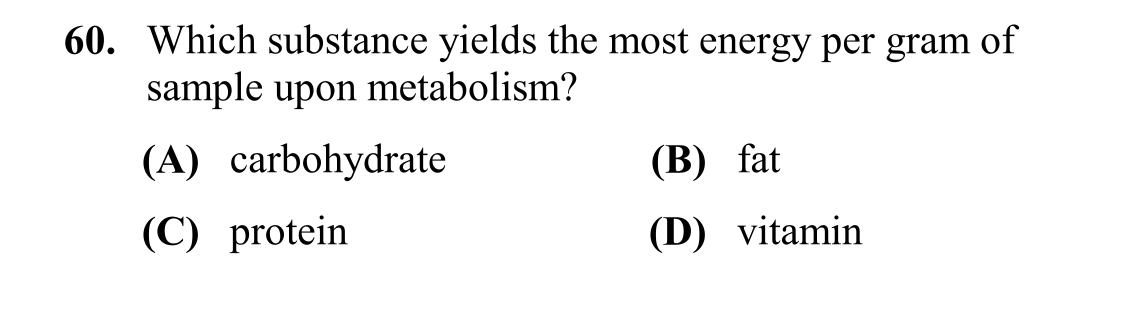 60. Which substance yields the most energy per gram of
sample upon metabolism?
(A) carbohydrate (B) fat
(C) protein (D) vitamin